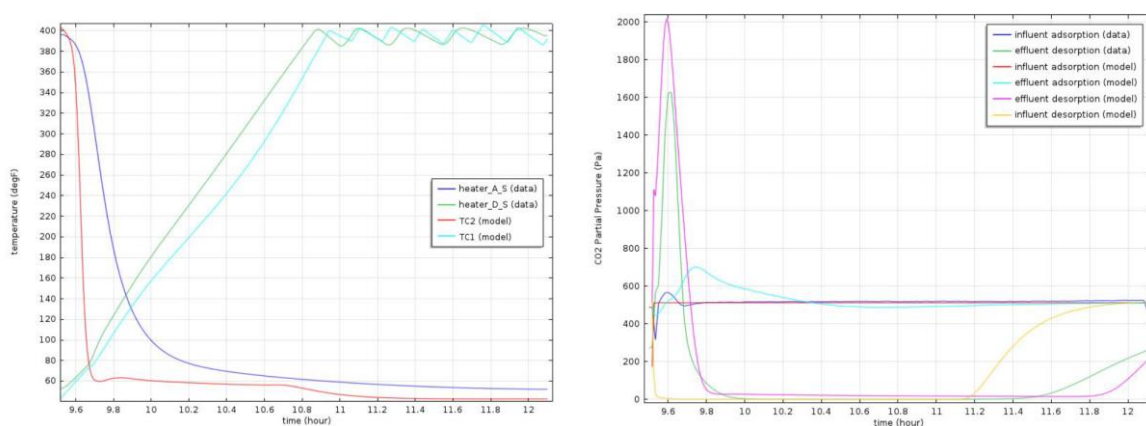 400
380
360
340
320
300
280
260
240
220
200
180
160
140
120
100
80
60
temperature (degF)
heater_A_S (data)
heater_D_S (data)
TC2 (model)
TC1 (model)
9.6 9.8 10 10.2 10.4 10.6 10.8 11 11.2 11.4 11.6 11.8 12
time (hour)
2000
1800
1600
1400
1200
1000
800
600
400
200
0
CO2 Partial Pressure (Pa)
influent adsorption (data)
effluent desorption (data)
influent adsorption (model)
effluent adsorption (model)
effluent desorption (model)
influent desorption (model)
9.6 9.8 10 10.2 10.4 10.6 10.8 11 11.2 11.4 11.6 11.8 12
time (hour)